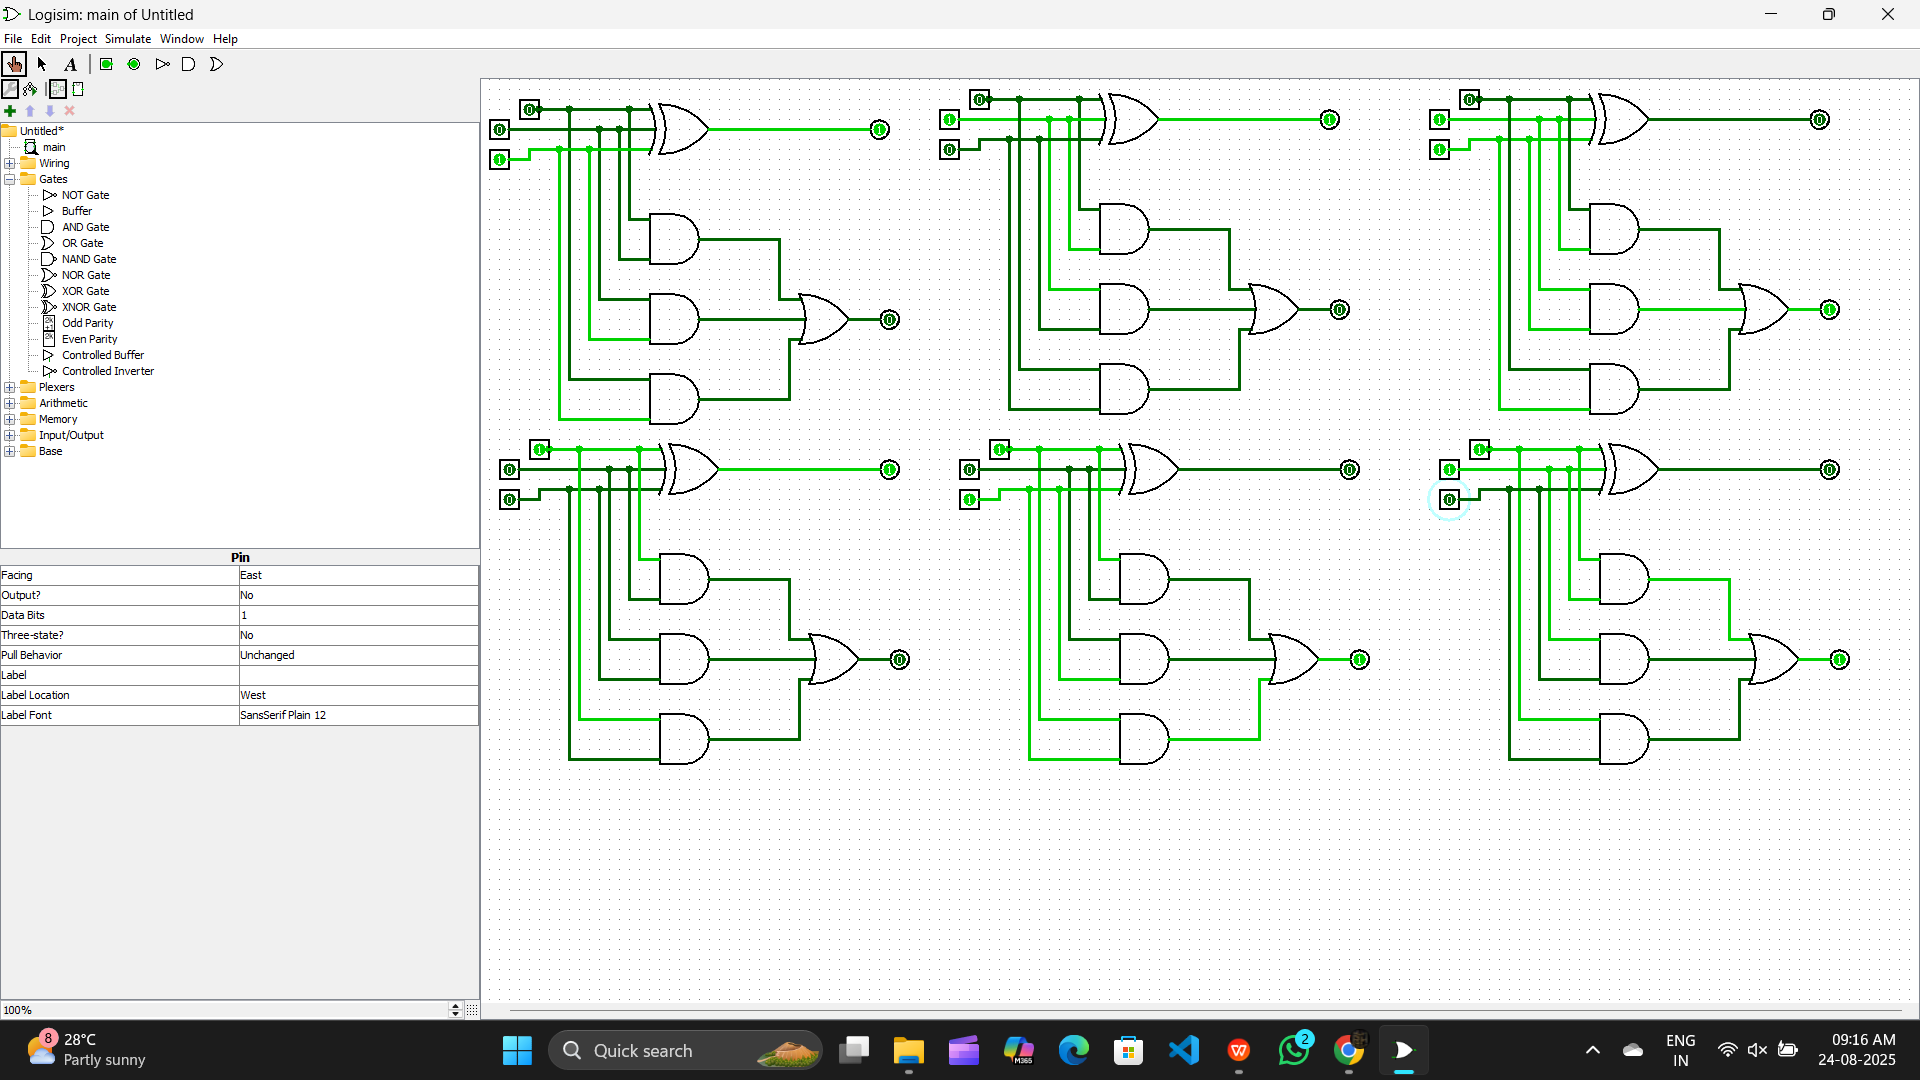 Logisim: main of Untitled
File Edit Project Simulate Window Help
A
Untitled*
main
Wiring
Gates
NOT Gate
Buffer
AND Gate
OR Gate
NAND Gate
NOR Gate
XOR Gate
XNOR Gate
Odd Parity
Even Parity
Controlled Buffer
Controlled Inverter
Plexers
Arithmetic
Memory
Input/Output
Base
Pin
Facing East
Output? No
Data Bits 1
Three-state? No
Pull Behavior Unchanged
Label
Label Location West
Label Font SansSerif Plain 12
100%
0
0
1
1
0
0
1
0
1
0
0
1
1
0
1
1
0
0
1
0
1
0
1
0
1
1
1
0
0
1
8
28°C
Partly sunny
Quick search
M365
2
ENG
IN
09:16 AM
24-08-2025